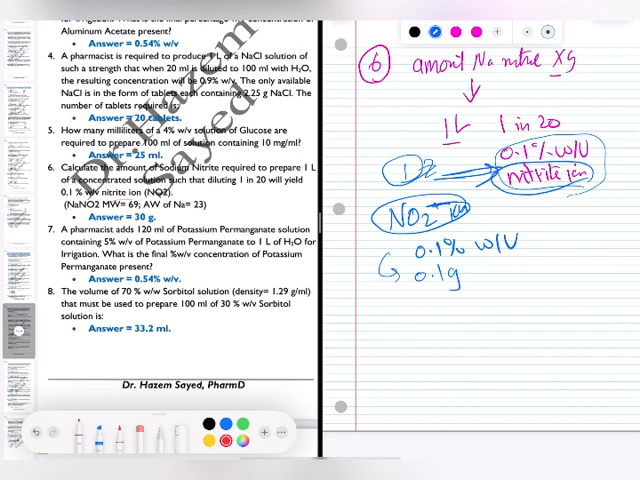 for irrigation. What is the final percentage concentration of
Aluminum Acetate present?
• Answer = 0.54% w/v
4. A pharmacist is required to produce 1 L of a NaCl solution of
such a strength that when 20 ml is diluted to 100 ml with H₂O,
the resulting concentration will be 0.9% w/v. The only available
NaCl is in the form of tablets each containing 2.25 g NaCl. The
number of tablets required is:
• Answer = 20 tablets.
5. How many milliliters of a 4% w/v solution of Glucose are
required to prepare 100 ml of solution containing 10 mg/ml?
• Answer = 25 ml.
6. Calculate the amount of Sodium Nitrite required to prepare 1 L
of a concentrated solution such that diluting 1 in 20 will yield
0.1 % w/v nitrite ion (NO2).
(NaNO2 MW= 69; AW of Na= 23)
• Answer = 30 g.
7. A pharmacist adds 120 ml of Potassium Permanganate solution
containing 5% w/v of Potassium Permanganate to 1 L of H₂O for
Irrigation. What is the final %w/v concentration of Potassium
Permanganate present?
• Answer = 0.54% w/v.
8. The volume of 70 % w/w Sorbitol solution (density= 1.29 g/ml)
that must be used to prepare 100 ml of 30 % w/v Sorbitol
solution is:
• Answer = 33.2 ml.
Dr. Hazem Sayed, PharmD
Dr.Hazem
Sayed
6 amont Na nitrite Xg
1L 1 in 20
0.1% w/v
nitrite ion
NO2⁻ ion
0.1% w/v
0.1g